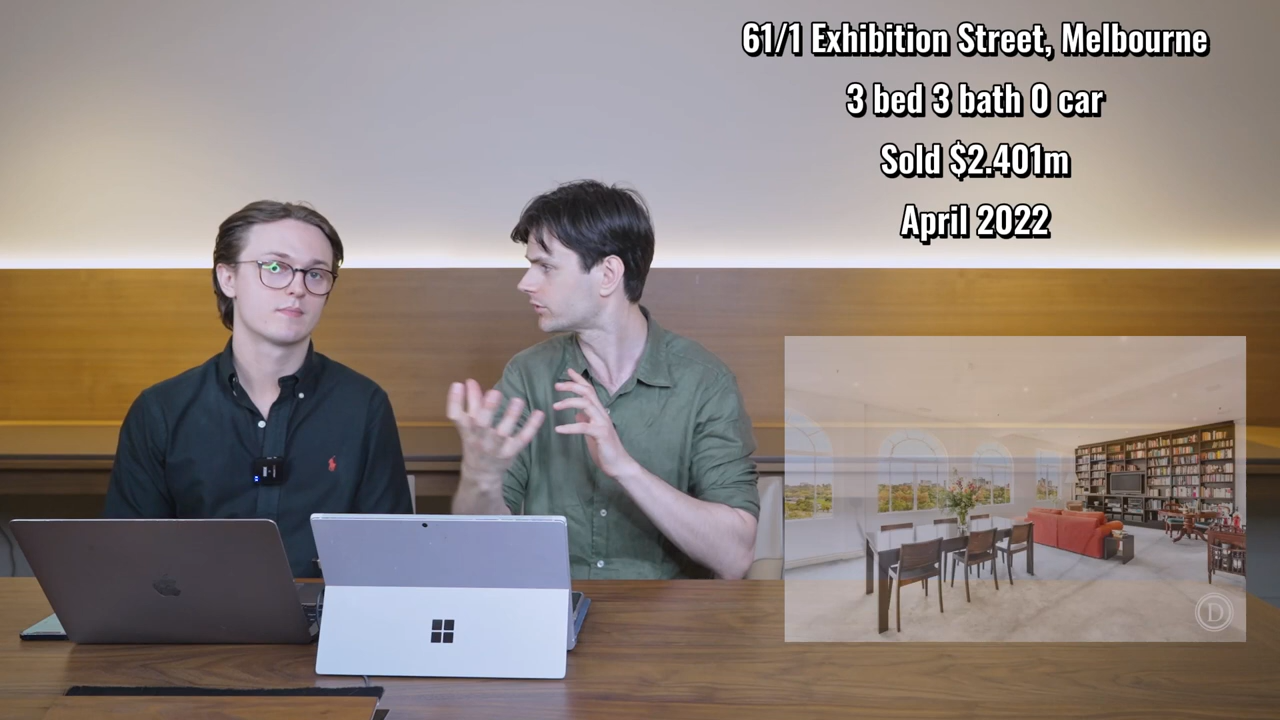 61/1 Exhibition Street, Melbourne
3 bed 3 bath 0 car
Sold $2.401m
April 2022
D